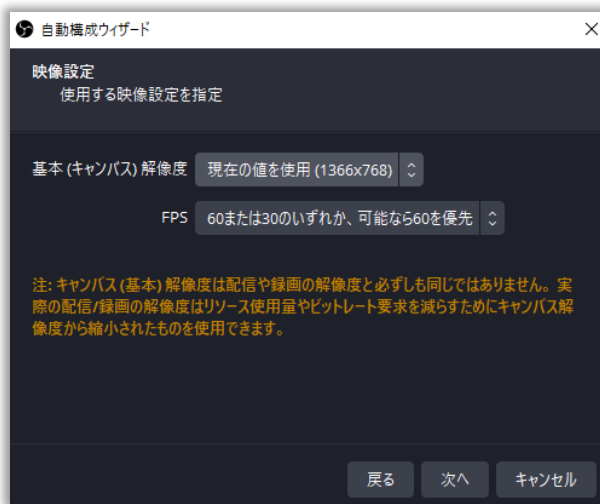 自動構成ウィザード
映像設定
使用する映像設定を指定
基本 (キャンバス) 解像度 現在の値を使用 (1366x768)
FPS 60または30のいずれか、可能なら60を優先
注: キャンバス (基本) 解像度は配信や録画の解像度と必ずしも同じではありません。実
際の配信/録画の解像度はリソース使用量やビットレート要求を減らすためにキャンバス解
像度から縮小されたものを使用できます。
戻る 次へ キャンセル